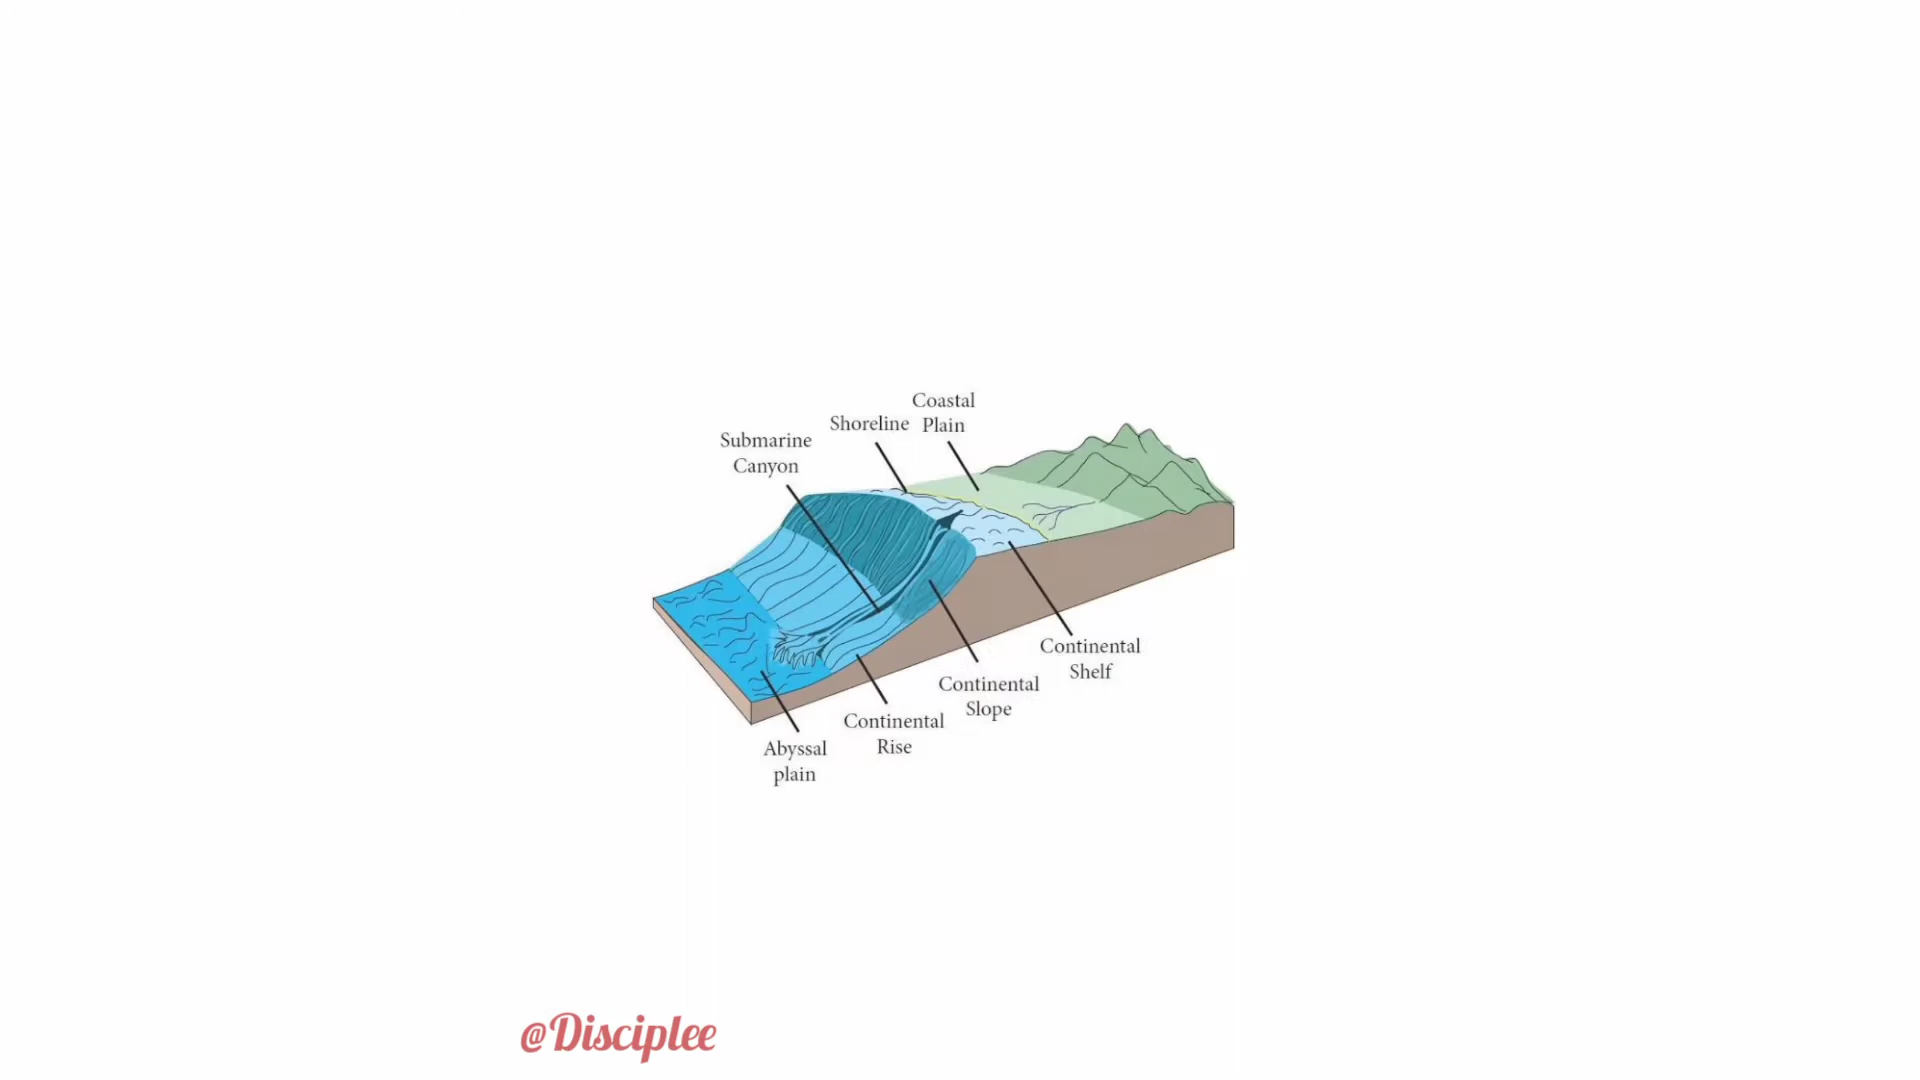 Coastal
Plain
Shoreline
Submarine
Canyon
Continental
Shelf
Continental
Slope
Continental
Rise
Abyssal
plain
@Disciplee